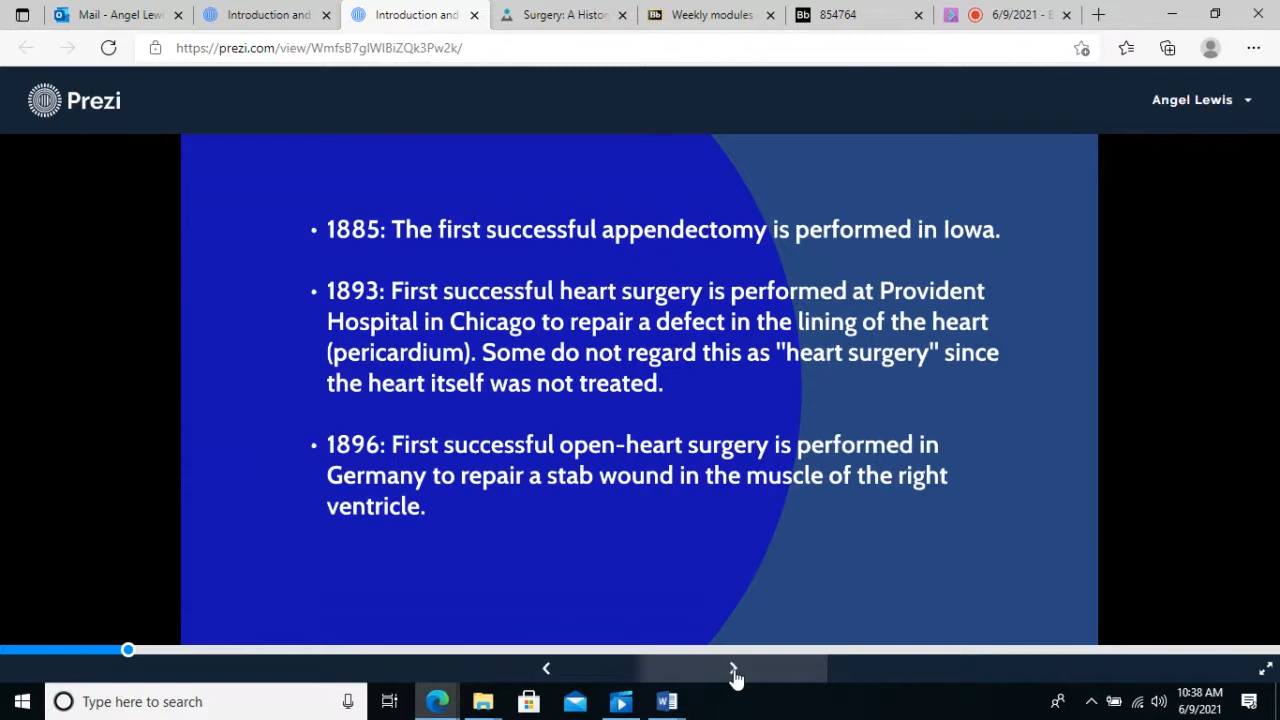 Mail - Angel Lewi
Introduction and
Introduction and
Surgery: A Histor
Bb
Weekly modules
Bb
854764
6/9/2021 - E
https://prezi.com/view/WmfsB7gIWlBiZQk3Pw2k/
Prezi
Angel Lewis
• 1885: The first successful appendectomy is performed in Iowa.
• 1893: First successful heart surgery is performed at Provident
Hospital in Chicago to repair a defect in the lining of the heart
(pericardium). Some do not regard this as "heart surgery" since
the heart itself was not treated.
• 1896: First successful open-heart surgery is performed in
Germany to repair a stab wound in the muscle of the right
ventricle.
Type here to search
10:38 AM
6/9/2021